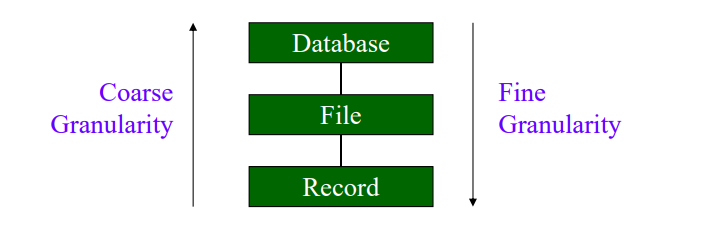 Database
Coarse
Granularity
File
Fine
Granularity
Record